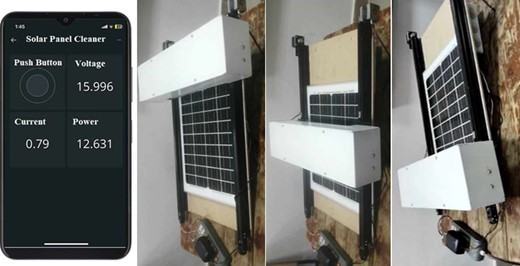 1:45
Solar Panel Cleaner
Push Button
Voltage
15.996
Current
Power
0.79
12.631